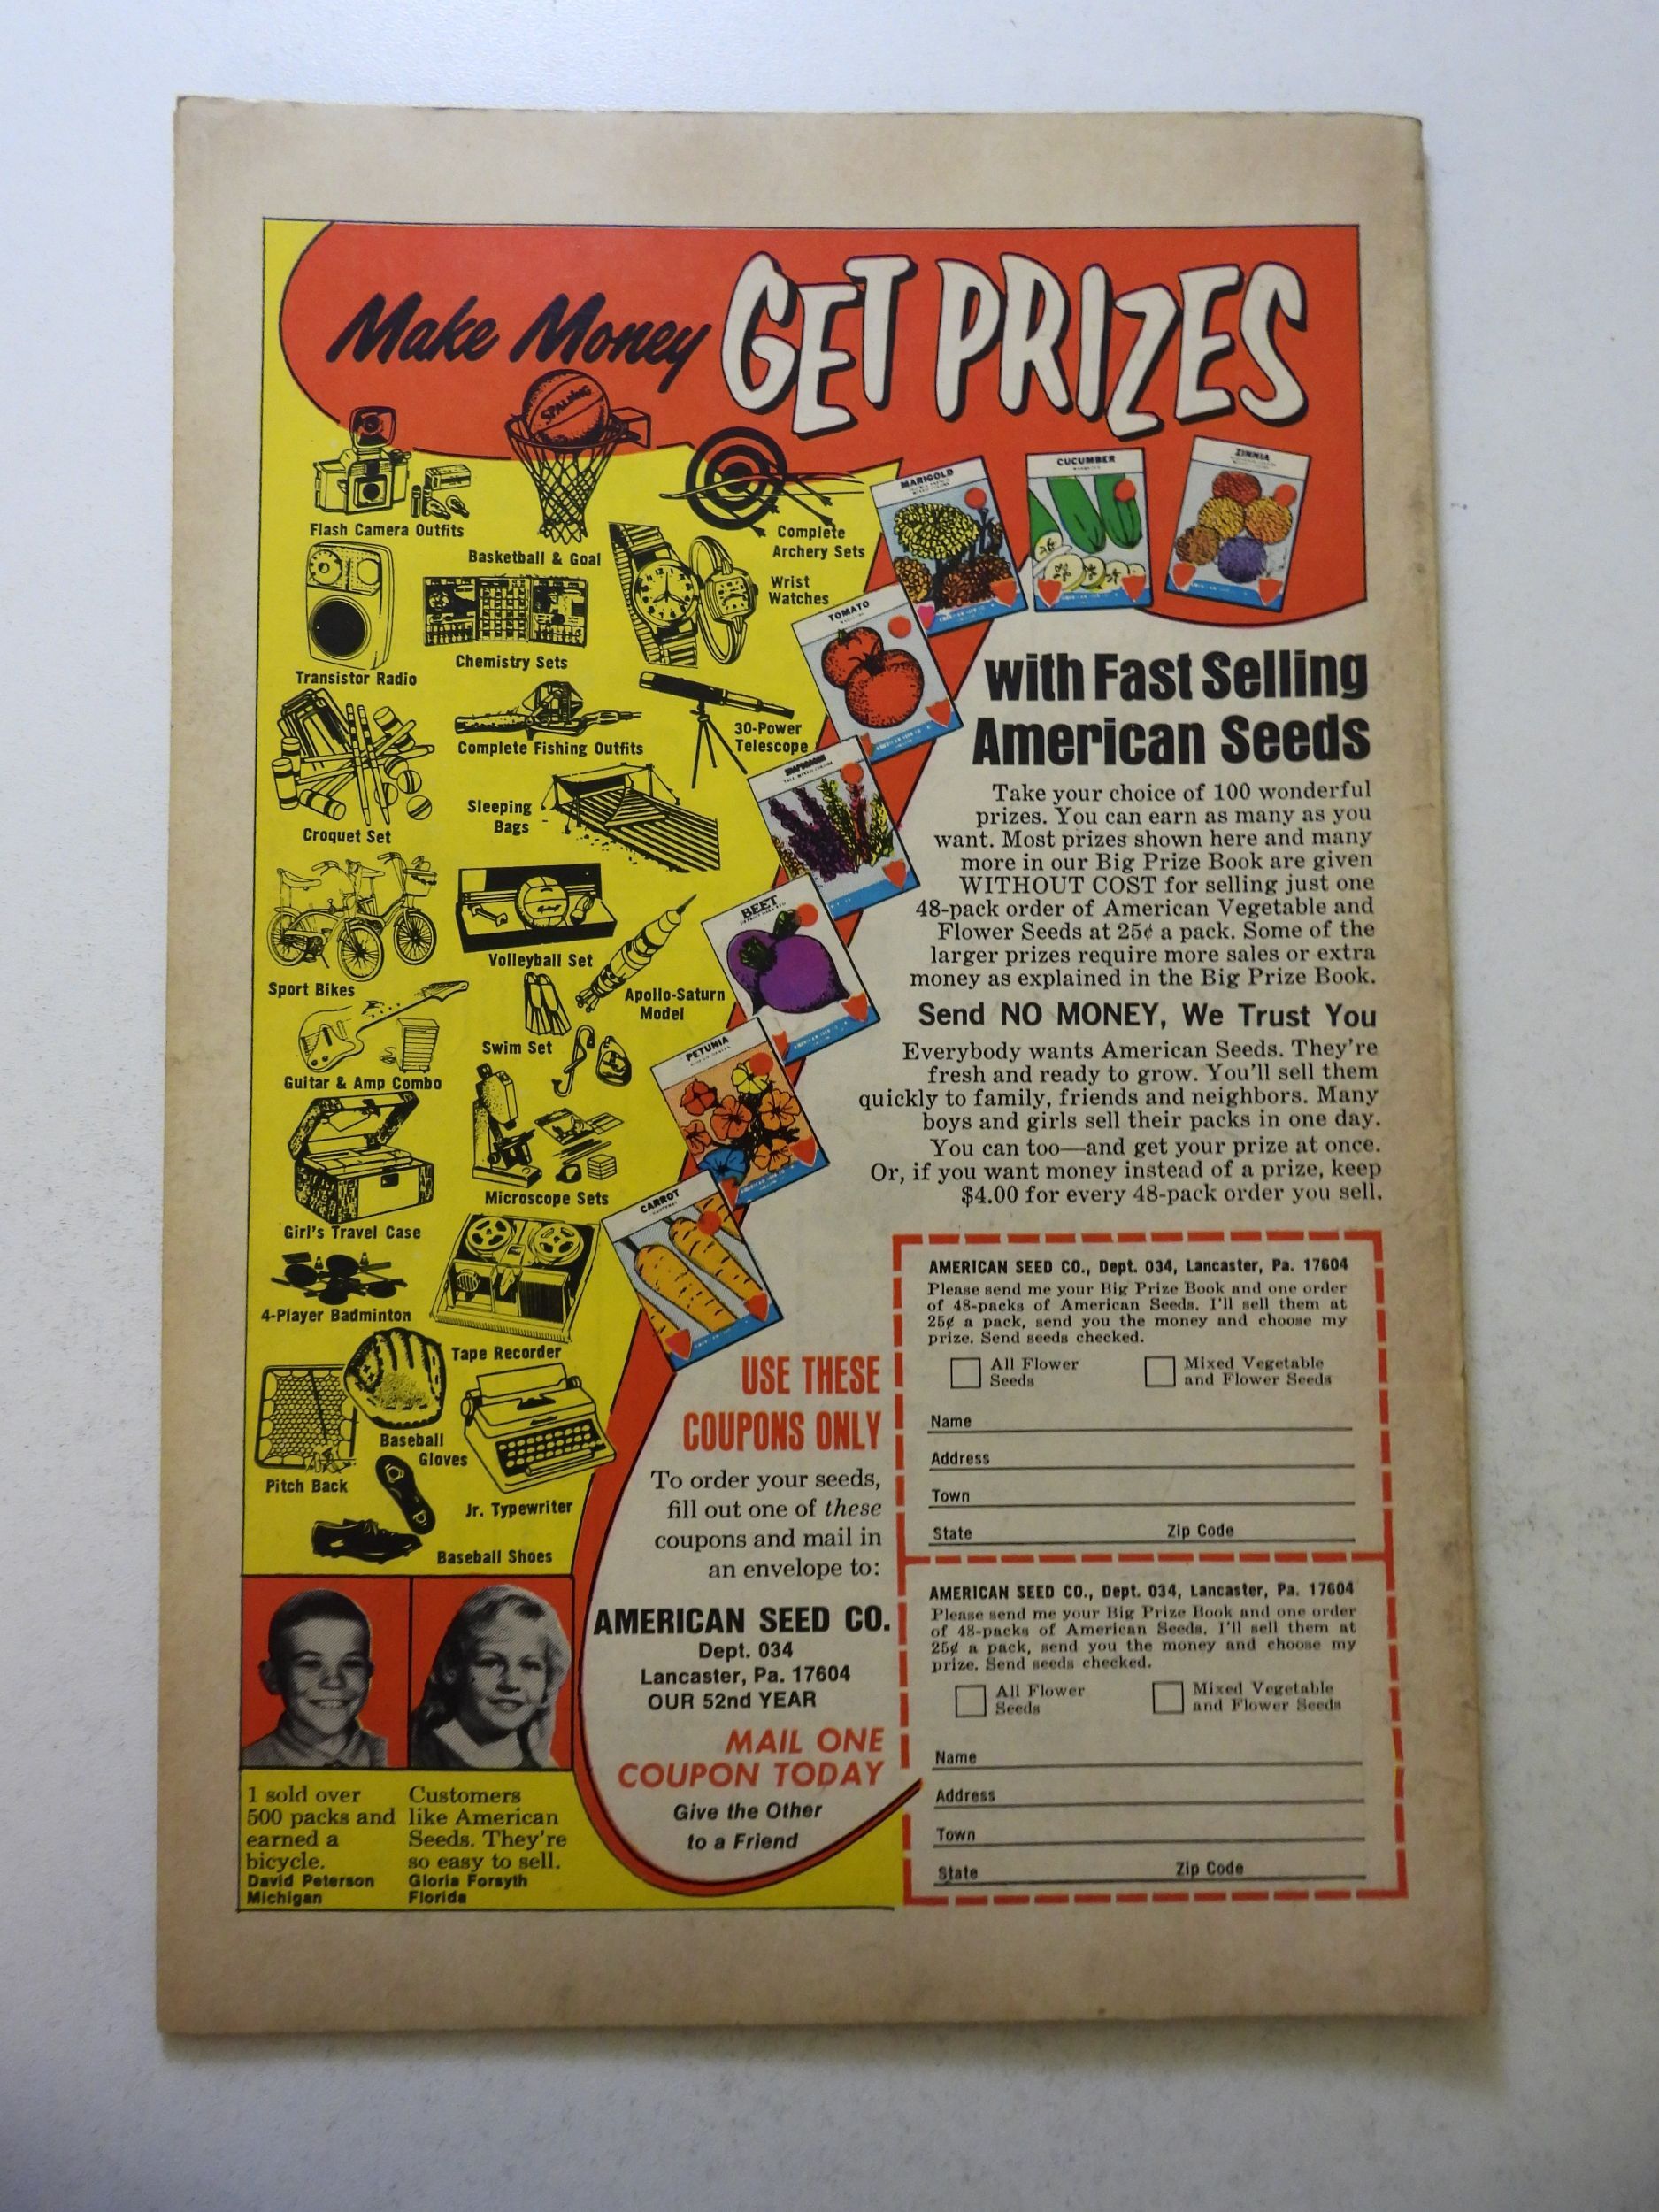 Make Money GET PRIZES
SPALDING
Flash Camera Outfits
Basketball & Goal
Complete
Archery Sets
Wrist
Watches
Transistor Radio
Chemistry Sets
Complete Fishing Outfits
30-Power
Telescope
Croquet Set
Sleeping
Bags
Sport Bikes
Volleyball Set
Apollo-Saturn
Model
Swim Set
Guitar & Amp Combo
Microscope Sets
Girl's Travel Case
4-Player Badminton
Tape Recorder
Baseball
Gloves
Pitch Back
Jr. Typewriter
Baseball Shoes
MARIGOLD
CUCUMBER
ZINNIA
TOMATO
SNAPDRAGON
BEET
PETUNIA
CARROT
with Fast Selling
American Seeds
Take your choice of 100 wonderful
prizes. You can earn as many as you
want. Most prizes shown here and many
more in our Big Prize Book are given
WITHOUT COST for selling just one
48-pack order of American Vegetable and
Flower Seeds at 25¢ a pack. Some of the
larger prizes require more sales or extra
money as explained in the Big Prize Book.
Send NO MONEY, We Trust You
Everybody wants American Seeds. They're
fresh and ready to grow. You'll sell them
quickly to family, friends and neighbors. Many
boys and girls sell their packs in one day.
You can too—and get your prize at once.
Or, if you want money instead of a prize, keep
$4.00 for every 48-pack order you sell.
USE THESE
COUPONS ONLY
To order your seeds,
fill out one of these
coupons and mail in
an envelope to:
AMERICAN SEED CO.
Dept. 034
Lancaster, Pa. 17604
OUR 52nd YEAR
MAIL ONE
COUPON TODAY
Give the Other
to a Friend
AMERICAN SEED CO., Dept. 034, Lancaster, Pa. 17604
Please send me your Big Prize Book and one order
of 48-packs of American Seeds. I'll sell them at
25¢ a pack, send you the money and choose my
prize. Send seeds checked.
All Flower
Seeds
Mixed Vegetable
and Flower Seeds
Name
Address
Town
State Zip Code
AMERICAN SEED CO., Dept. 034, Lancaster, Pa. 17604
Please send me your Big Prize Book and one order
of 48-packs of American Seeds. I'll sell them at
25¢ a pack, send you the money and choose my
prize. Send seeds checked.
All Flower
Seeds
Mixed Vegetable
and Flower Seeds
Name
Address
Town
State Zip Code
I sold over
500 packs and
earned a
bicycle.
David Peterson
Michigan
Customers
like American
Seeds. They're
so easy to sell.
Gloria Forsyth
Florida